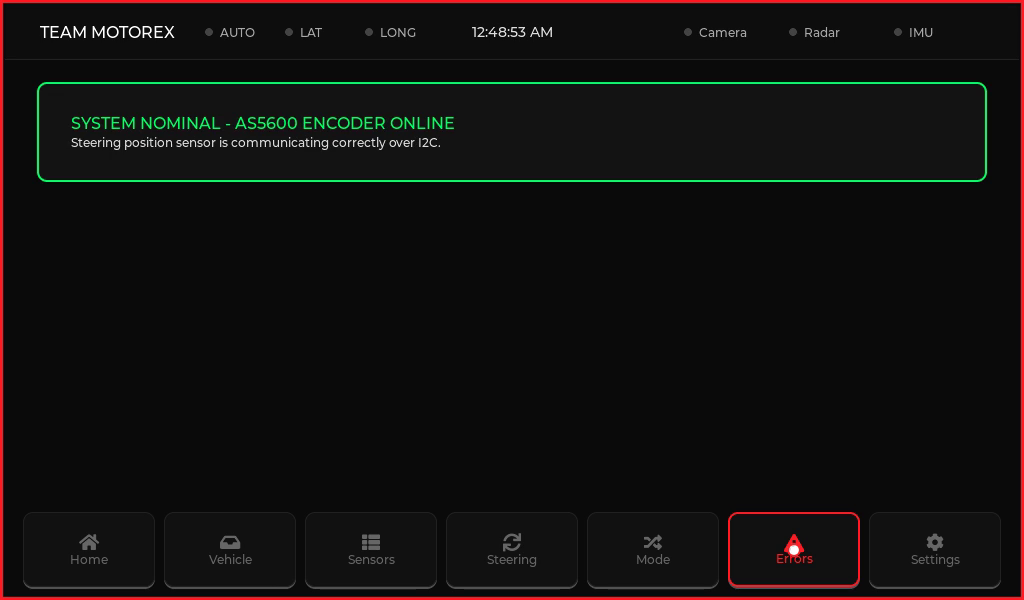 TEAM MOTOREX AUTO LAT LONG 12:48:53 AM Camera Radar IMU
SYSTEM NOMINAL - AS5600 ENCODER ONLINE
Steering position sensor is communicating correctly over I2C.
Home Vehicle Sensors Steering Mode Errors Settings